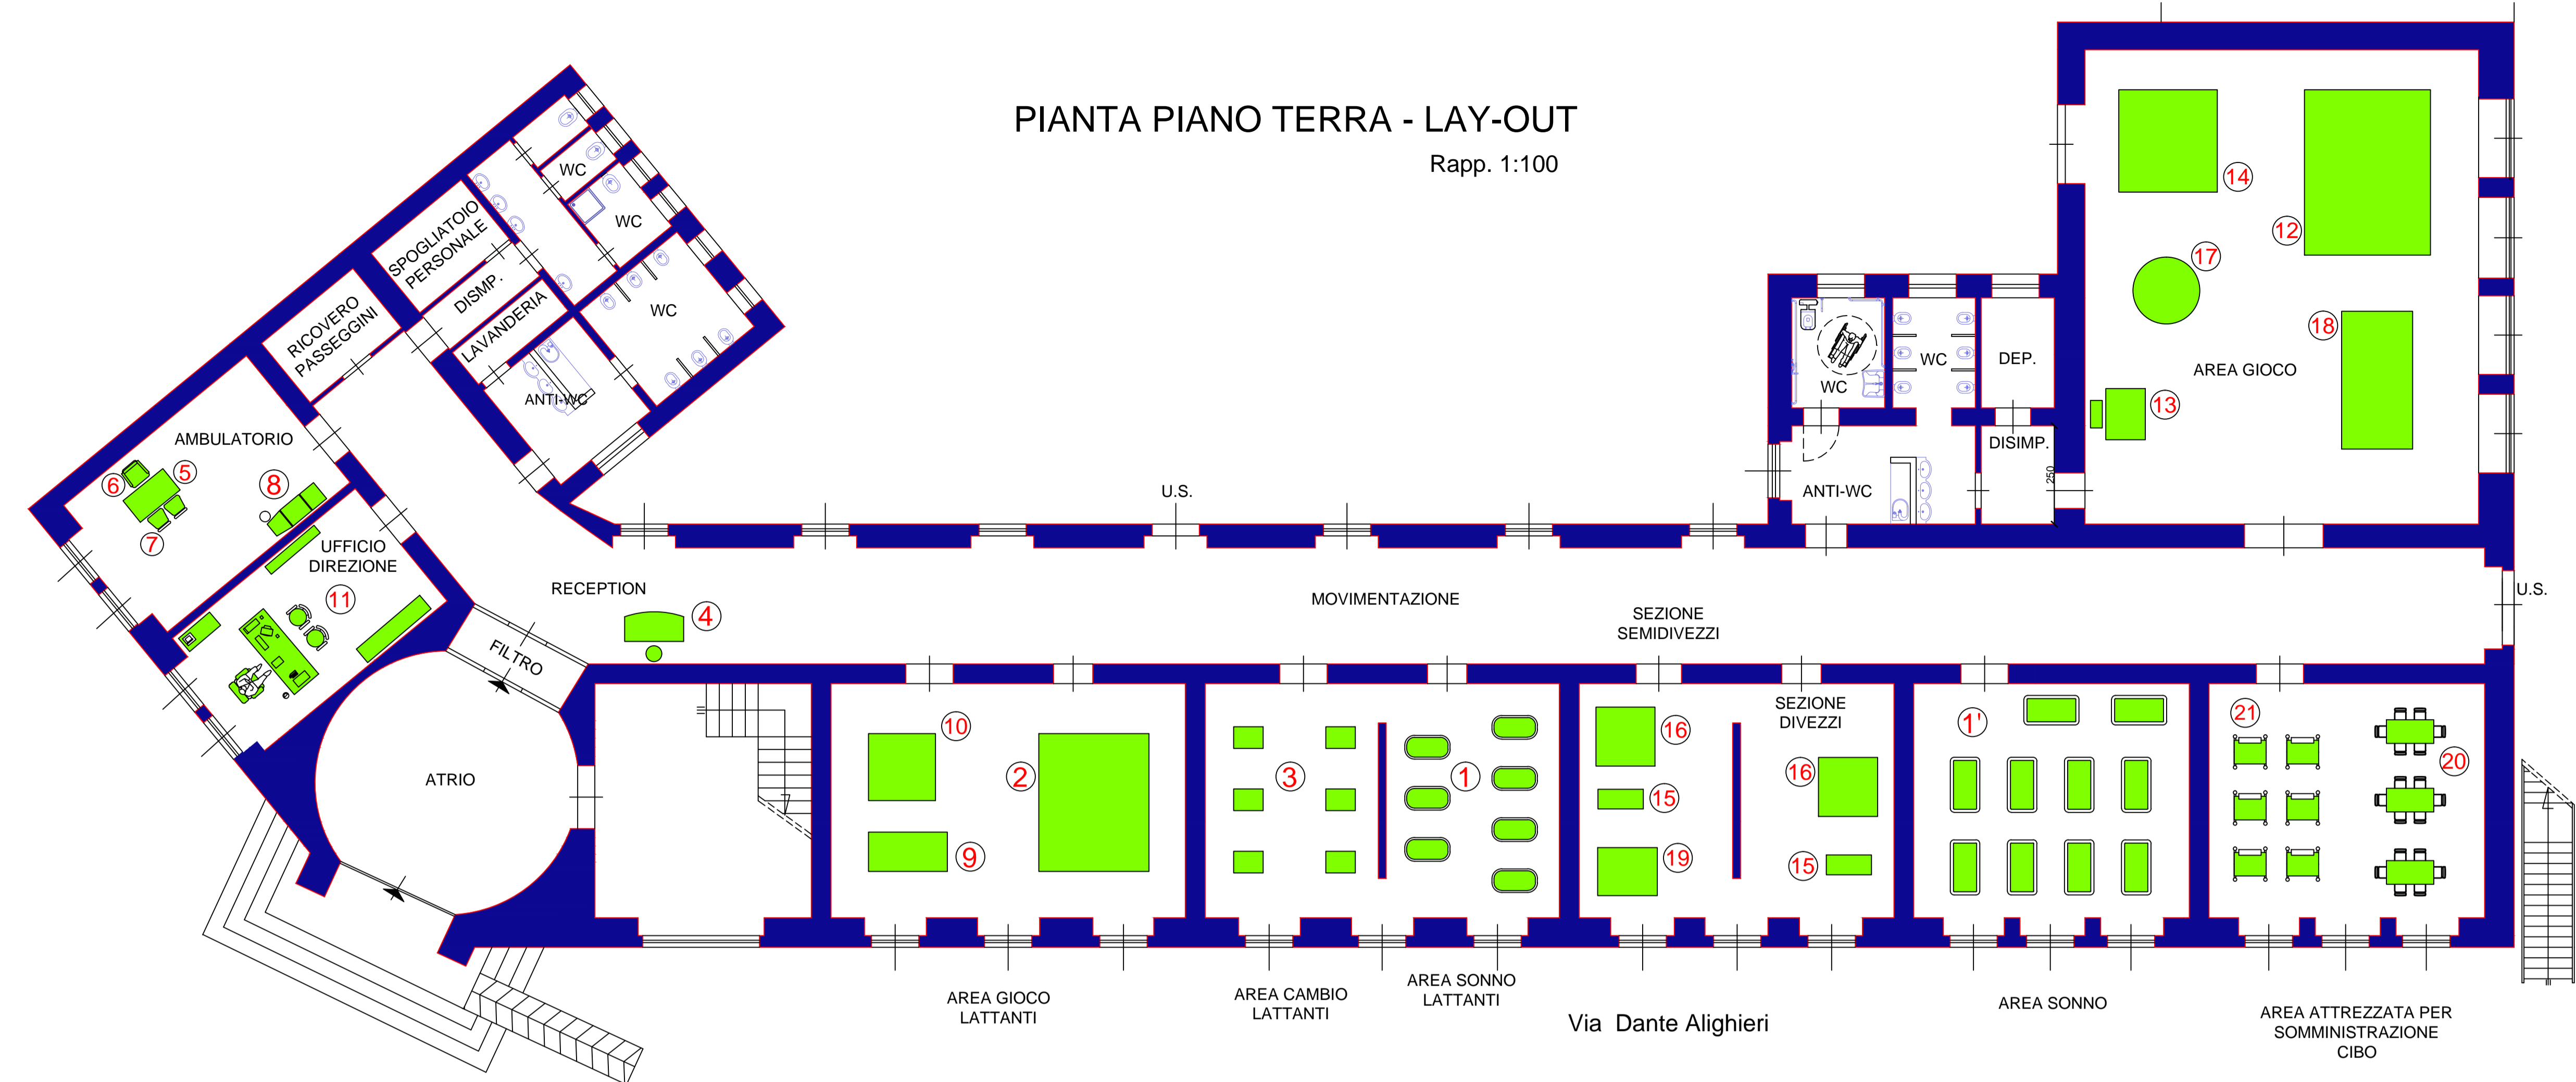 PIANTA PIANO TERRA - LAY-OUT
Rapp. 1:100
WC
WC
SPOGLIATOIO
PERSONALE
DISMP.
LAVANDERIA
WC
RICOVERO
PASSEGGINI
ANTI-WC
AMBULATORIO
6
5
8
7
UFFICIO
DIREZIONE
11
RECEPTION
4
FILTRO
ATRIO
U.S.
MOVIMENTAZIONE
SEZIONE
SEMIDIVEZZI
WC
WC
DEP.
ANTI-WC
DISIMP.
250
14
12
17
18
AREA GIOCO
13
U.S.
10
2
9
3
1
16
15
19
SEZIONE
DIVEZZI
16
15
1'
21
20
AREA GIOCO
LATTANTI
AREA CAMBIO
LATTANTI
AREA SONNO
LATTANTI
Via Dante Alighieri
AREA SONNO
AREA ATTREZZATA PER
SOMMINISTRAZIONE
CIBO